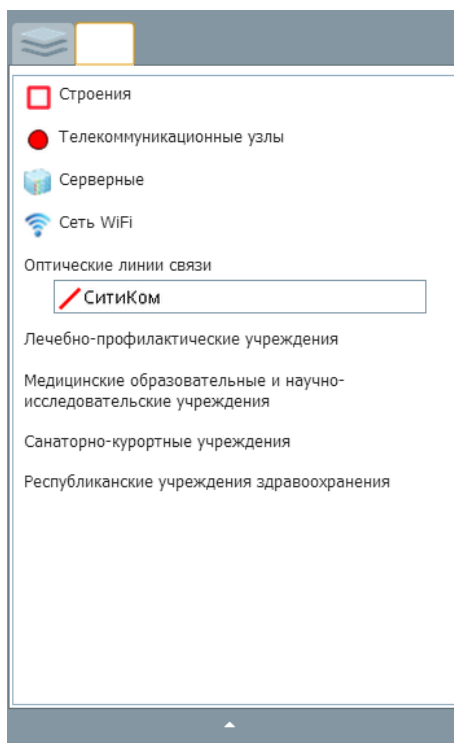 Строения
Телекоммуникационные узлы
Серверные
Сеть WiFi
Оптические линии связи
СитиКом
Лечебно-профилактические учреждения
Медицинские образовательные и научно-
исследовательские учреждения
Санаторно-курортные учреждения
Республиканские учреждения здравоохранения